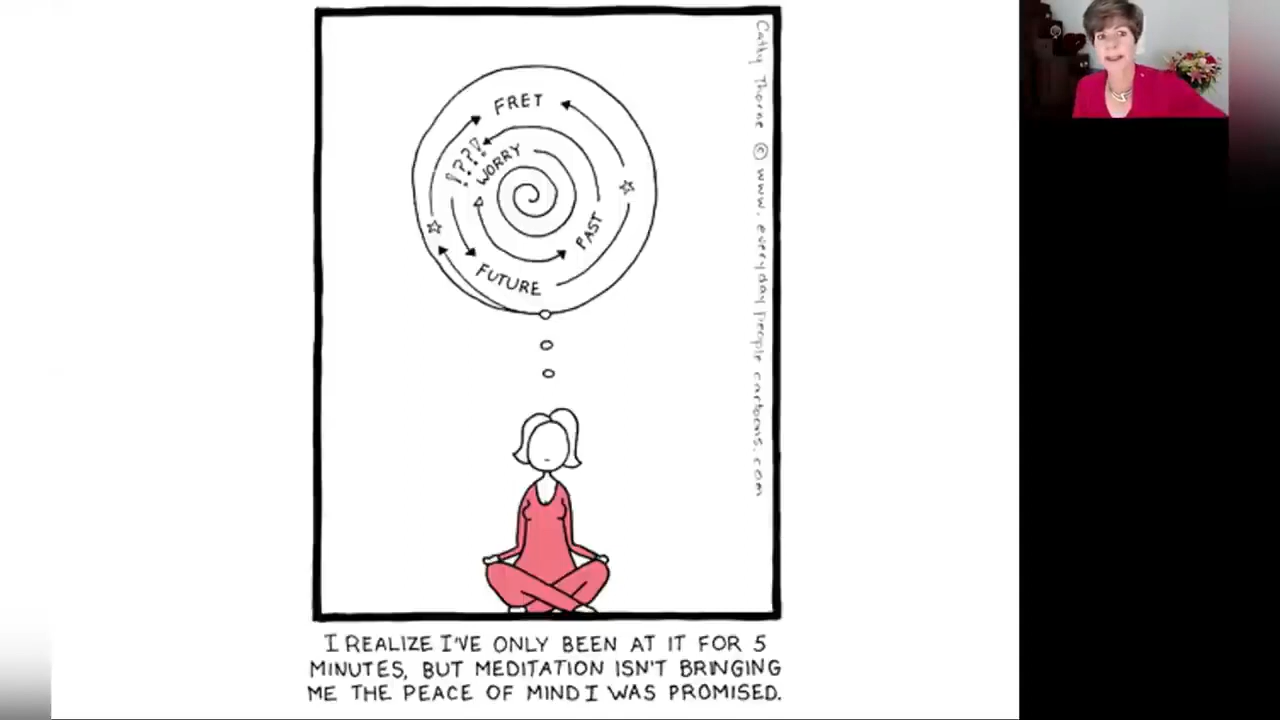 FRET
!???!
WORRY
PAST
FUTURE
Cathy Thorne © www.everydaypeoplecartoons.com
I REALIZE I'VE ONLY BEEN AT IT FOR 5
MINUTES, BUT MEDITATION ISN'T BRINGING
ME THE PEACE OF MIND I WAS PROMISED.